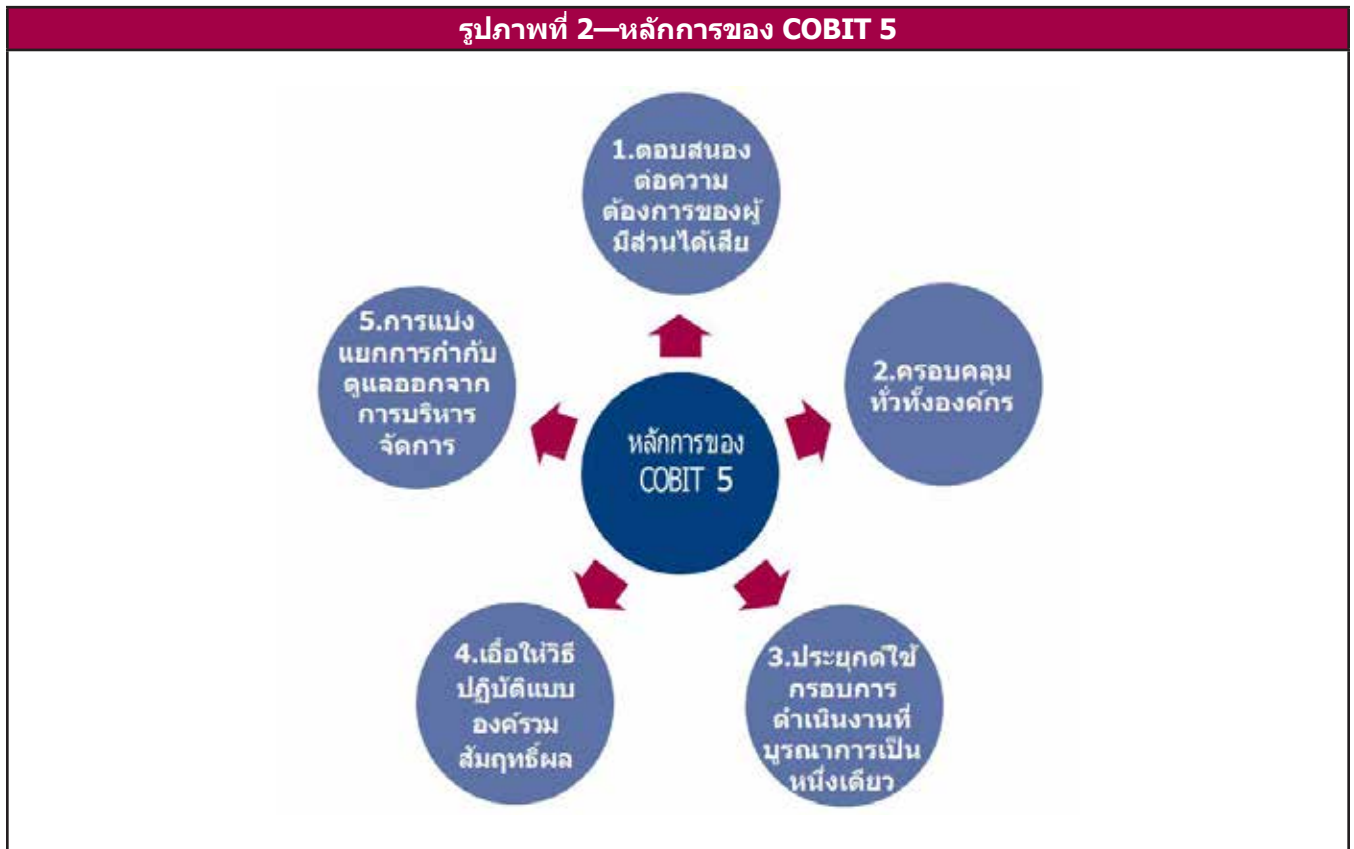 รูปภาพที่ 2—หลักการของ COBIT 5
1.ตอบสนอง
ต่อความ
ต้องการของผู้
มีส่วนได้เสีย
5.การแบ่ง
แยกการกำกับ
ดูแลออกจาก
การบริหาร
จัดการ
2.ครอบคลุม
ทั่วทั้งองค์กร
หลักการของ
COBIT 5
4.เอื้อให้วิธี
ปฏิบัติแบบ
องค์รวม
สัมฤทธิ์ผล
3.ประยุกต์ใช้
กรอบการ
ดำเนินงานที่
บูรณาการเป็น
หนึ่งเดียว